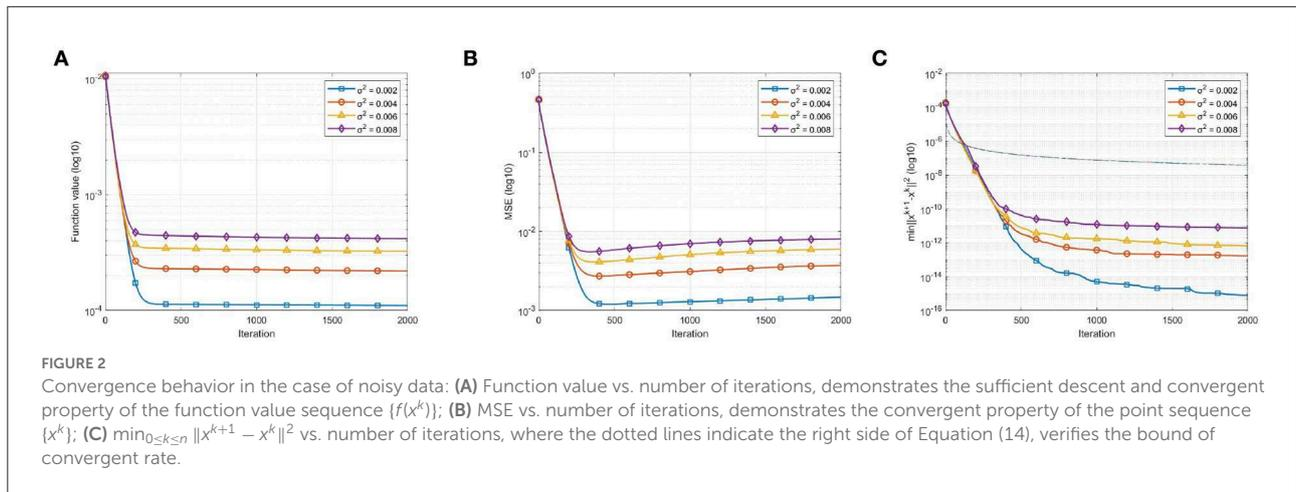 A
B
C
10⁻²
10⁻³
10⁻⁴
Function value (log10)
0
500
1000
1500
2000
Iteration
σ² = 0.002
σ² = 0.004
σ² = 0.006
σ² = 0.008
10⁰
10⁻¹
10⁻²
10⁻³
MSE (log10)
0
500
1000
1500
2000
Iteration
σ² = 0.002
σ² = 0.004
σ² = 0.006
σ² = 0.008
10⁻²
10⁻⁴
10⁻⁶
10⁻⁸
10⁻¹⁰
10⁻¹²
10⁻¹⁴
10⁻¹⁶
min||xᵏ⁺¹-xᵏ||² (log10)
0
500
1000
1500
2000
Iteration
σ² = 0.002
σ² = 0.004
σ² = 0.006
σ² = 0.008
FIGURE 2
Convergence behavior in the case of noisy data: (A) Function value vs. number of iterations, demonstrates the sufficient descent and convergent
property of the function value sequence {f(xᵏ)}; (B) MSE vs. number of iterations, demonstrates the convergent property of the point sequence
{xᵏ}; (C) min₀≤ₖ≤ₙ ‖xᵏ⁺¹ − xᵏ‖² vs. number of iterations, where the dotted lines indicate the right side of Equation (14), verifies the bound of
convergent rate.